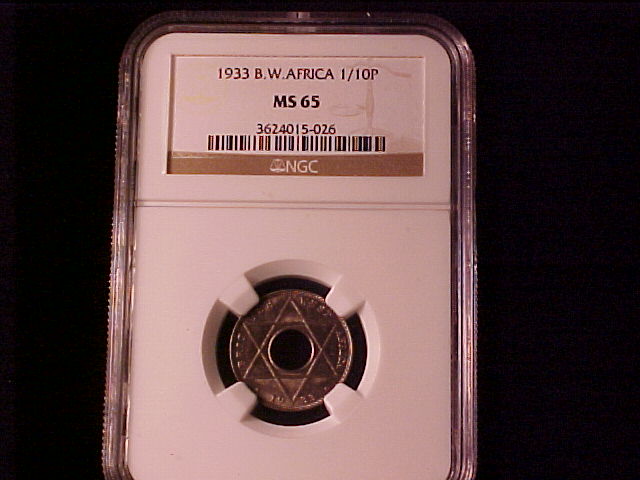 1933 B.W.AFRICA 1/10P
MS 65
3624015-026
NGC